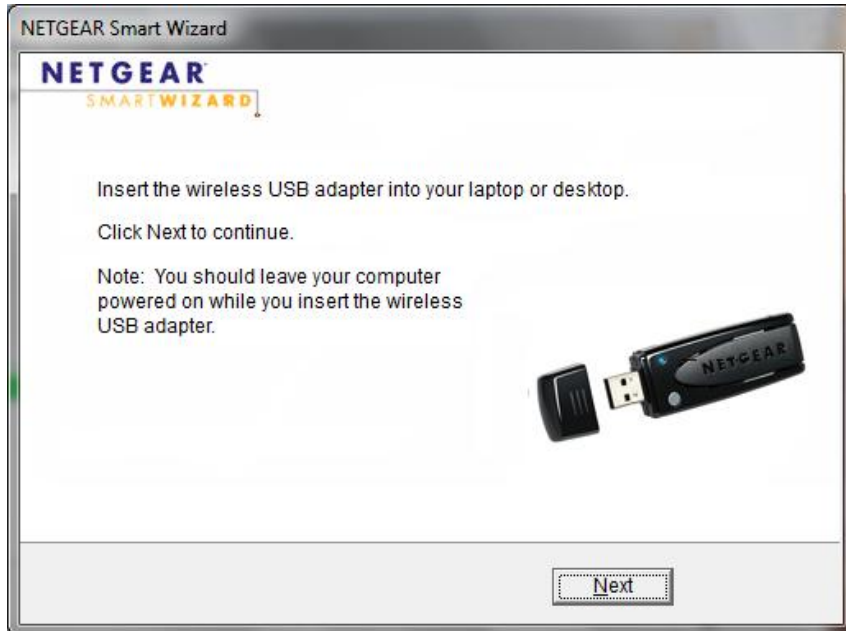 NETGEAR Smart Wizard
NETGEAR
SMARTWIZARD
Insert the wireless USB adapter into your laptop or desktop.
Click Next to continue.
Note: You should leave your computer
powered on while you insert the wireless
USB adapter.
NETGEAR
Next